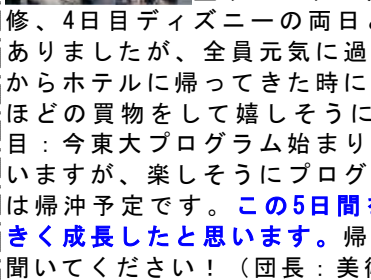 修、4日目ディズニーの両日
ありましたが、全員元気に過
からホテルに帰ってきた時に
ほどの買物をして嬉しそうに
目：今東大プログラム始まり
いますが、楽しそうにプログ
は帰沖予定です。この5日間
きく成長したと思います。帰
聞いてください！（団長：美